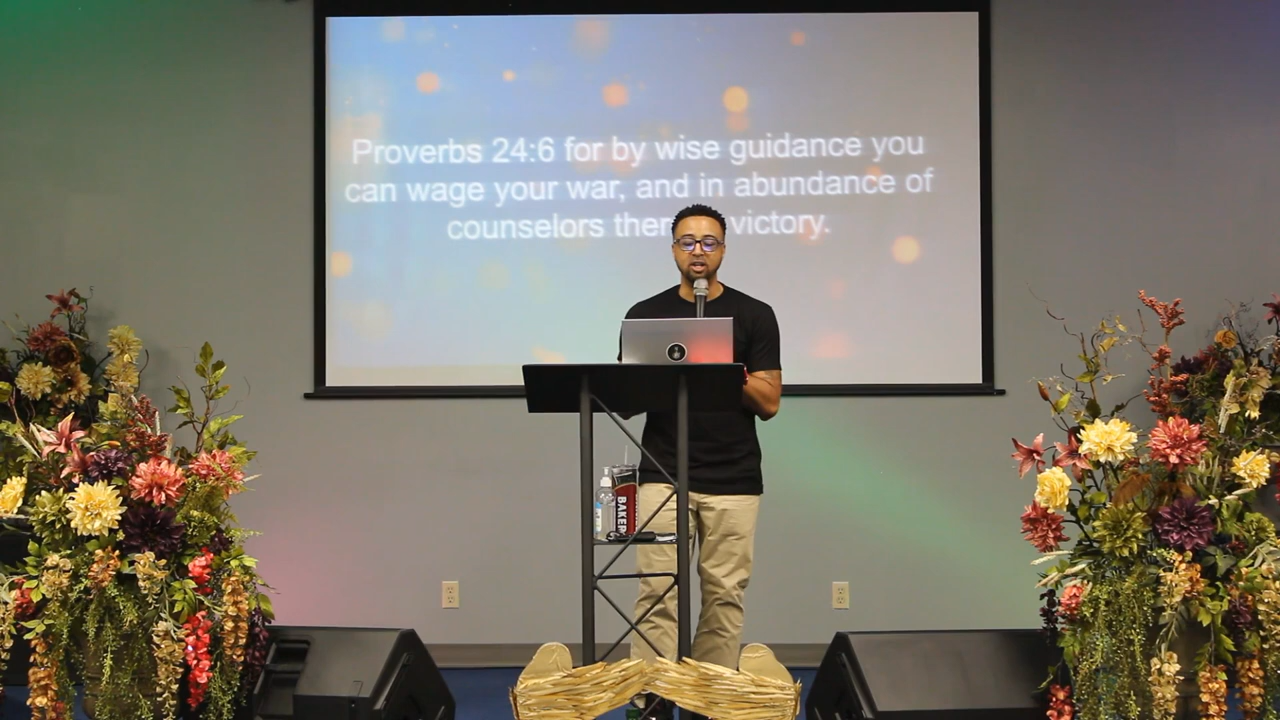 Proverbs 24:6 for by wise guidance you
can wage your war, and in abundance of
counselors victory.
BAKER